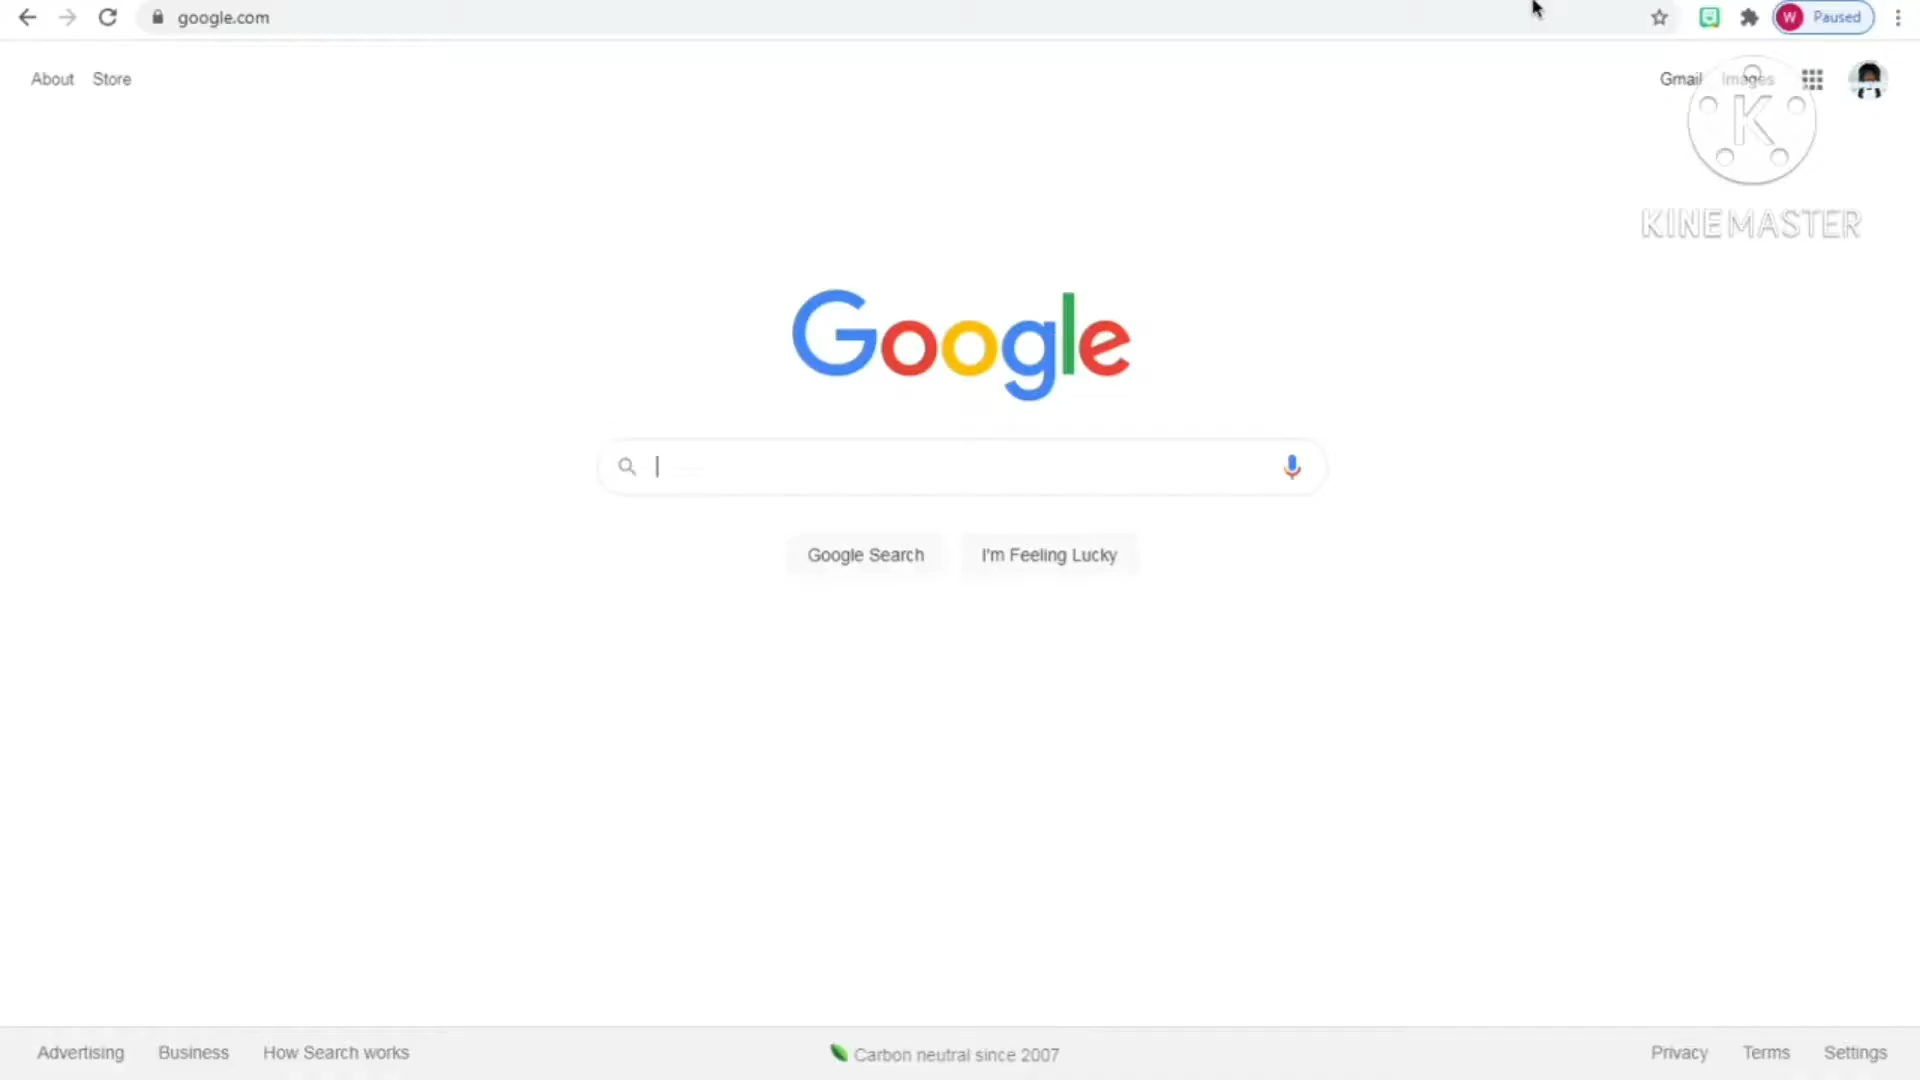 google.com
W Paused
About Store
Gmail Images
K
KINEMASTER
Google
Google Search I'm Feeling Lucky
Advertising Business How Search works Carbon neutral since 2007 Privacy Terms Settings